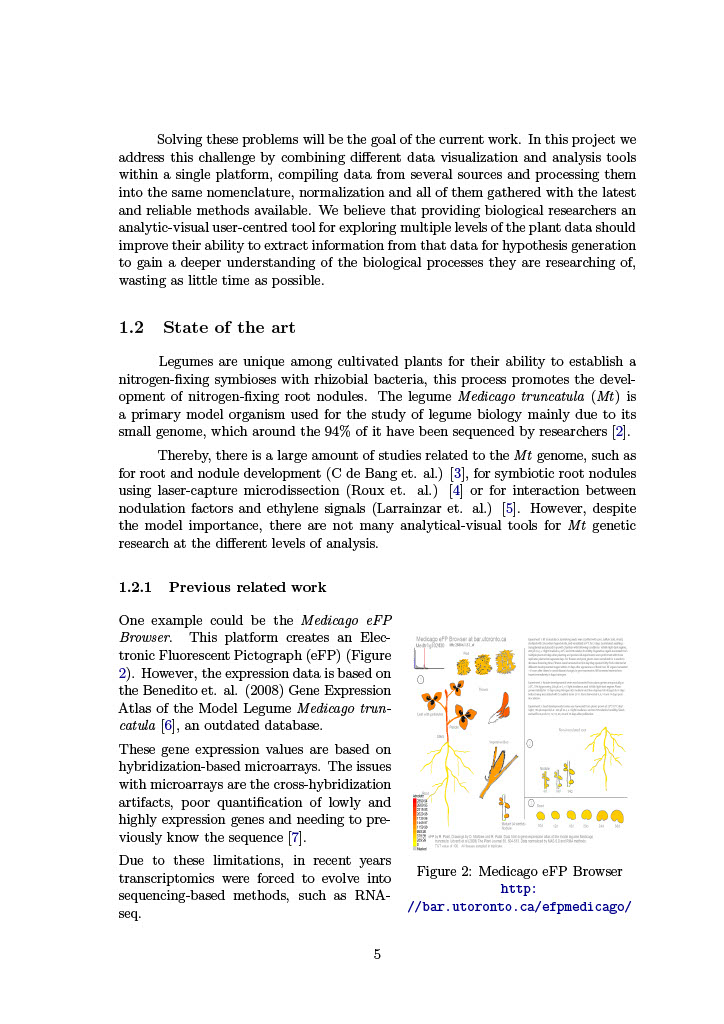 Solving these problems will be the goal of the current work. In this project we
address this challenge by combining different data visualization and analysis tools
within a single platform, compiling data from several sources and processing them
into the same nomenclature, normalization and all of them gathered with the latest
and reliable methods available. We believe that providing biological researchers an
analytic-visual user-centred tool for exploring multiple levels of the plant data should
improve their ability to extract information from that data for hypothesis generation
to gain a deeper understanding of the biological processes they are researching of,
wasting as little time as possible.
1.2 State of the art
Legumes are unique among cultivated plants for their ability to establish a
nitrogen-fixing symbioses with rhizobial bacteria, this process promotes the devel-
opment of nitrogen-fixing root nodules. The legume Medicago truncatula (Mt) is
a primary model organism used for the study of legume biology mainly due to its
small genome, which around the 94% of it have been sequenced by researchers [2].
Thereby, there is a large amount of studies related to the Mt genome, such as
for root and nodule development (C de Bang et. al.) [3], for symbiotic root nodules
using laser-capture microdissection (Roux et. al.) [4] or for interaction between
nodulation factors and ethylene signals (Larrainzar et. al.) [5]. However, despite
the model importance, there are not many analytical-visual tools for Mt genetic
research at the different levels of analysis.
1.2.1 Previous related work
One example could be the Medicago eFP
Browser. This platform creates an Elec-
tronic Fluorescent Pictograph (eFP) (Figure
2). However, the expression data is based on
the Benedito et. al. (2008) Gene Expression
Atlas of the Model Legume Medicago trun-
catula [6], an outdated database.
These gene expression values are based on
hybridization-based microarrays. The issues
with microarrays are the cross-hybridization
artifacts, poor quantification of lowly and
highly expression genes and needing to pre-
viously know the sequence [7].
Due to these limitations, in recent years
transcriptomics were forced to evolve into
sequencing-based methods, such as RNA-
seq.
Medicago eFP Browser at bar.utoronto.ca
Figure 2: Medicago eFP Browser
http:
//bar.utoronto.ca/efpmedicago/
5